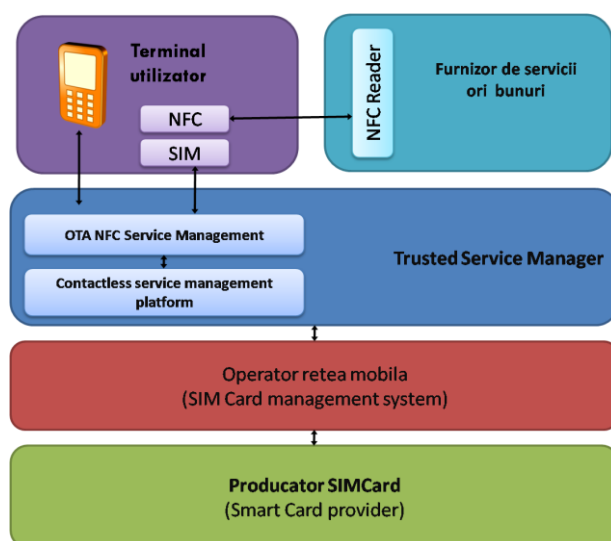 Terminal
utilizator
NFC
SIM
NFC Reader
Furnizor de servicii
ori bunuri
OTA NFC Service Management
Contactless service management
platform
Trusted Service Manager
Operator retea mobila
(SIM Card management system)
Producator SIMCard
(Smart Card provider)